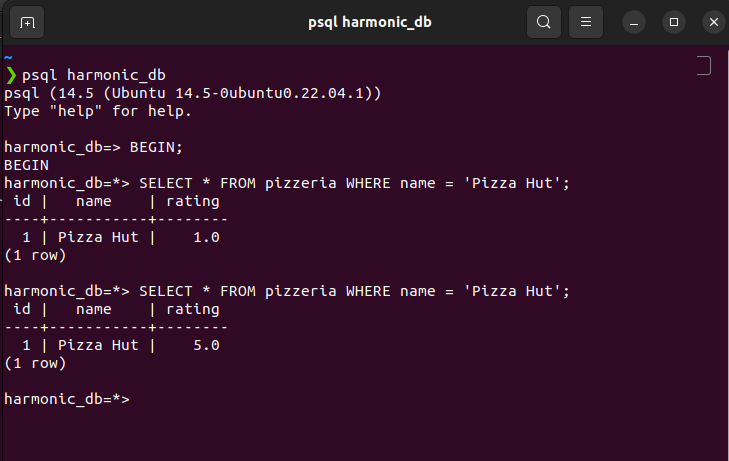 psql harmonic_db
~
❯ psql harmonic_db
psql (14.5 (Ubuntu 14.5-0ubuntu0.22.04.1))
Type "help" for help.
harmonic_db=> BEGIN;
BEGIN
harmonic_db=*> SELECT * FROM pizzeria WHERE name = 'Pizza Hut';
 id |   name    | rating
----+-----------+--------
  1 | Pizza Hut |    1.0
(1 row)
harmonic_db=*> SELECT * FROM pizzeria WHERE name = 'Pizza Hut';
 id |   name    | rating
----+-----------+--------
  1 | Pizza Hut |    5.0
(1 row)
harmonic_db=*>